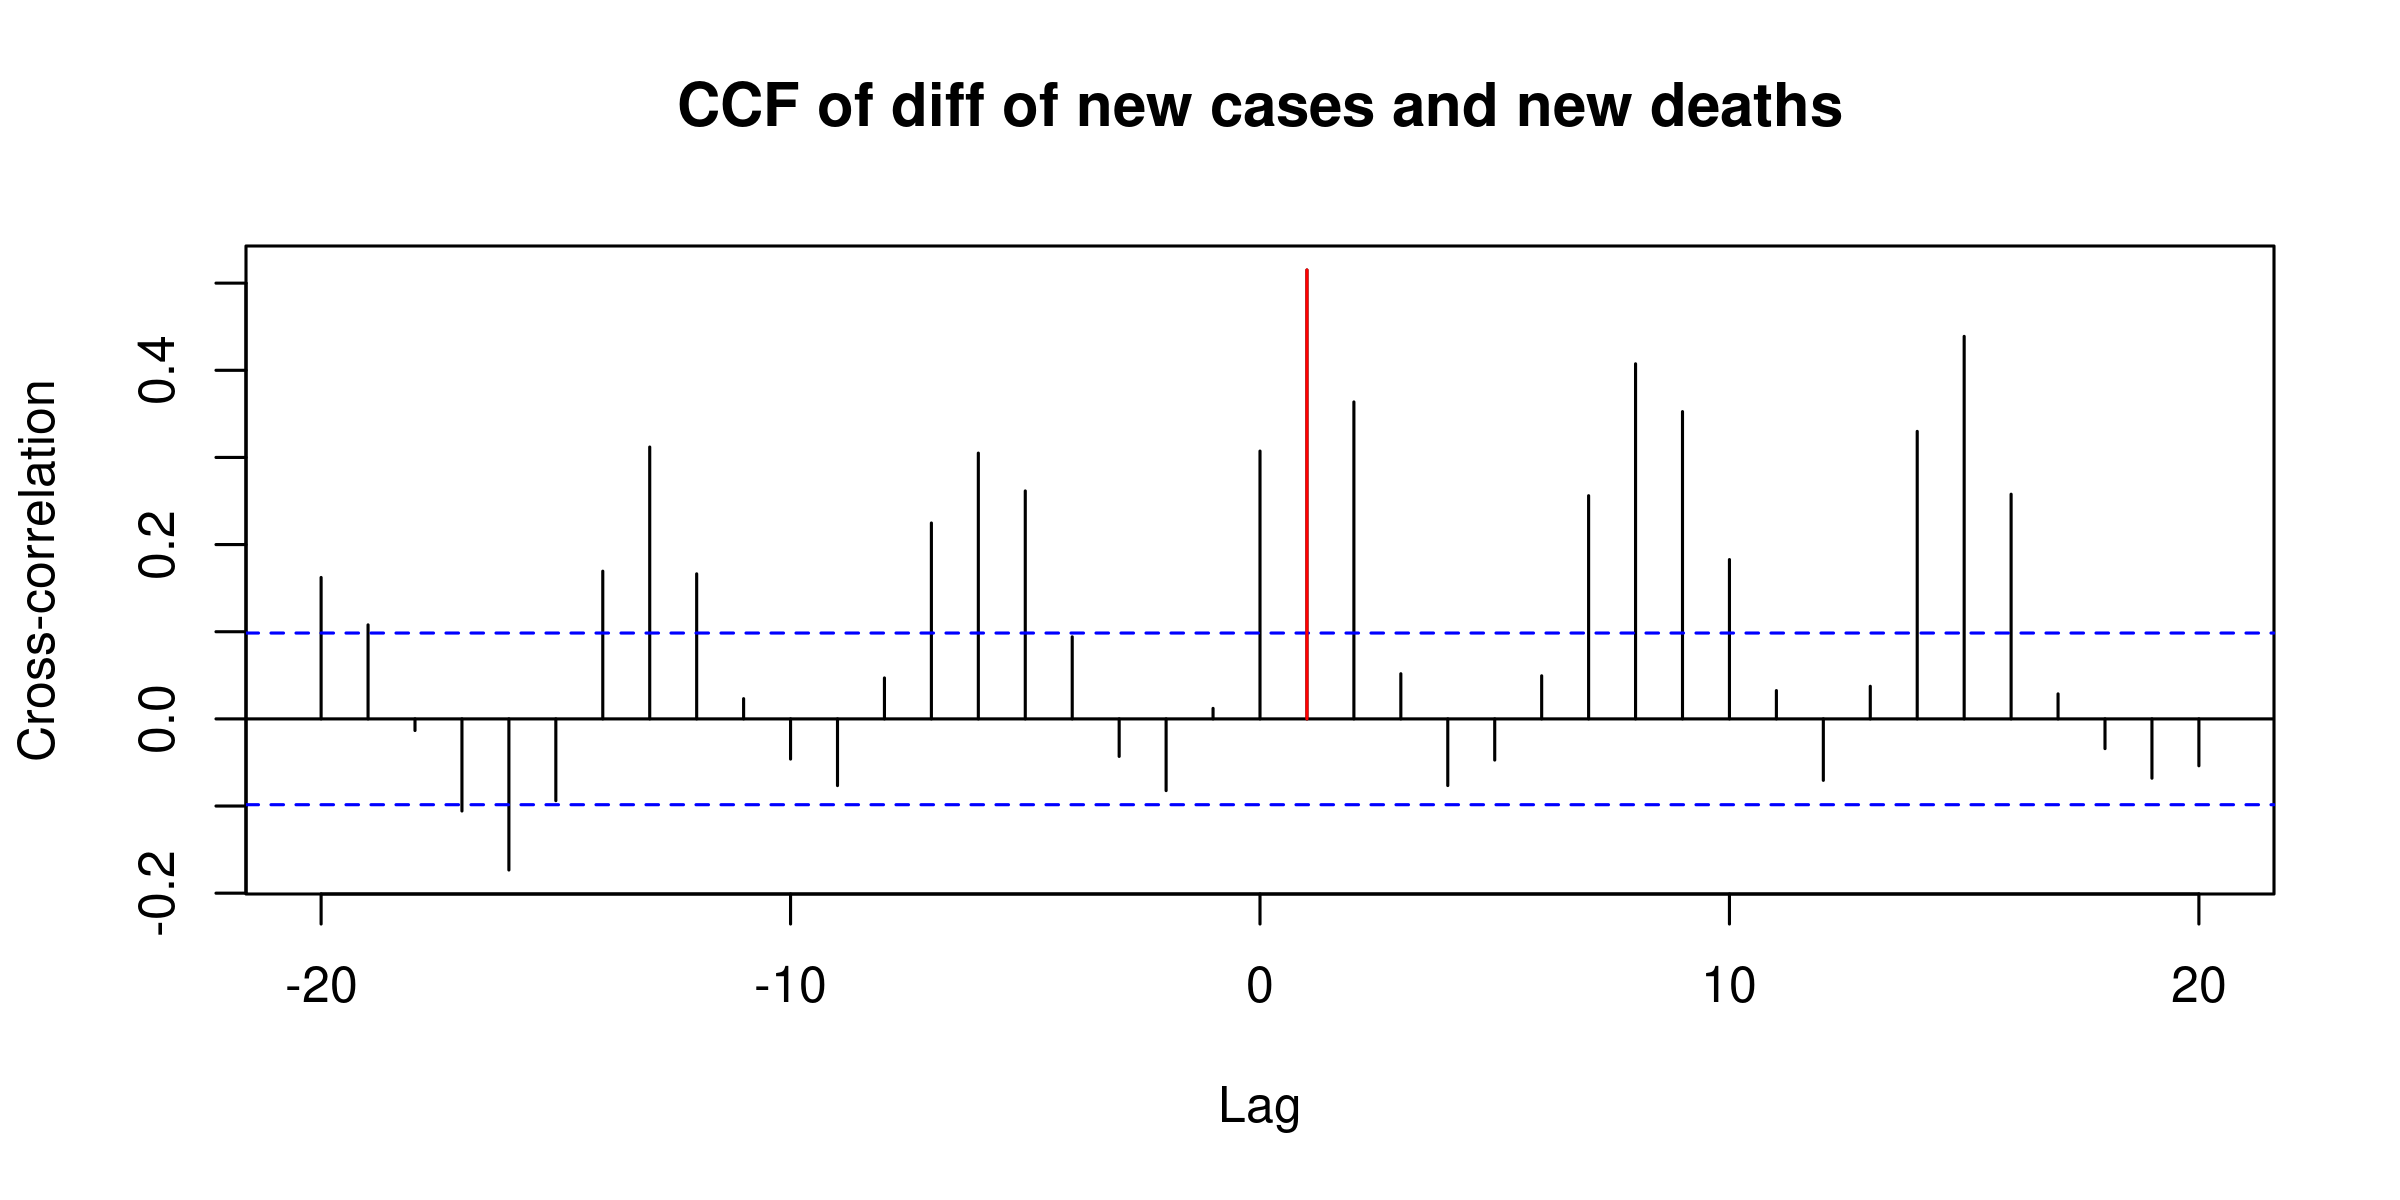 CCF of diff of new cases and new deaths
Cross-correlation
0.4
0.2
0.0
-0.2
-20 -10 0 10 20
Lag